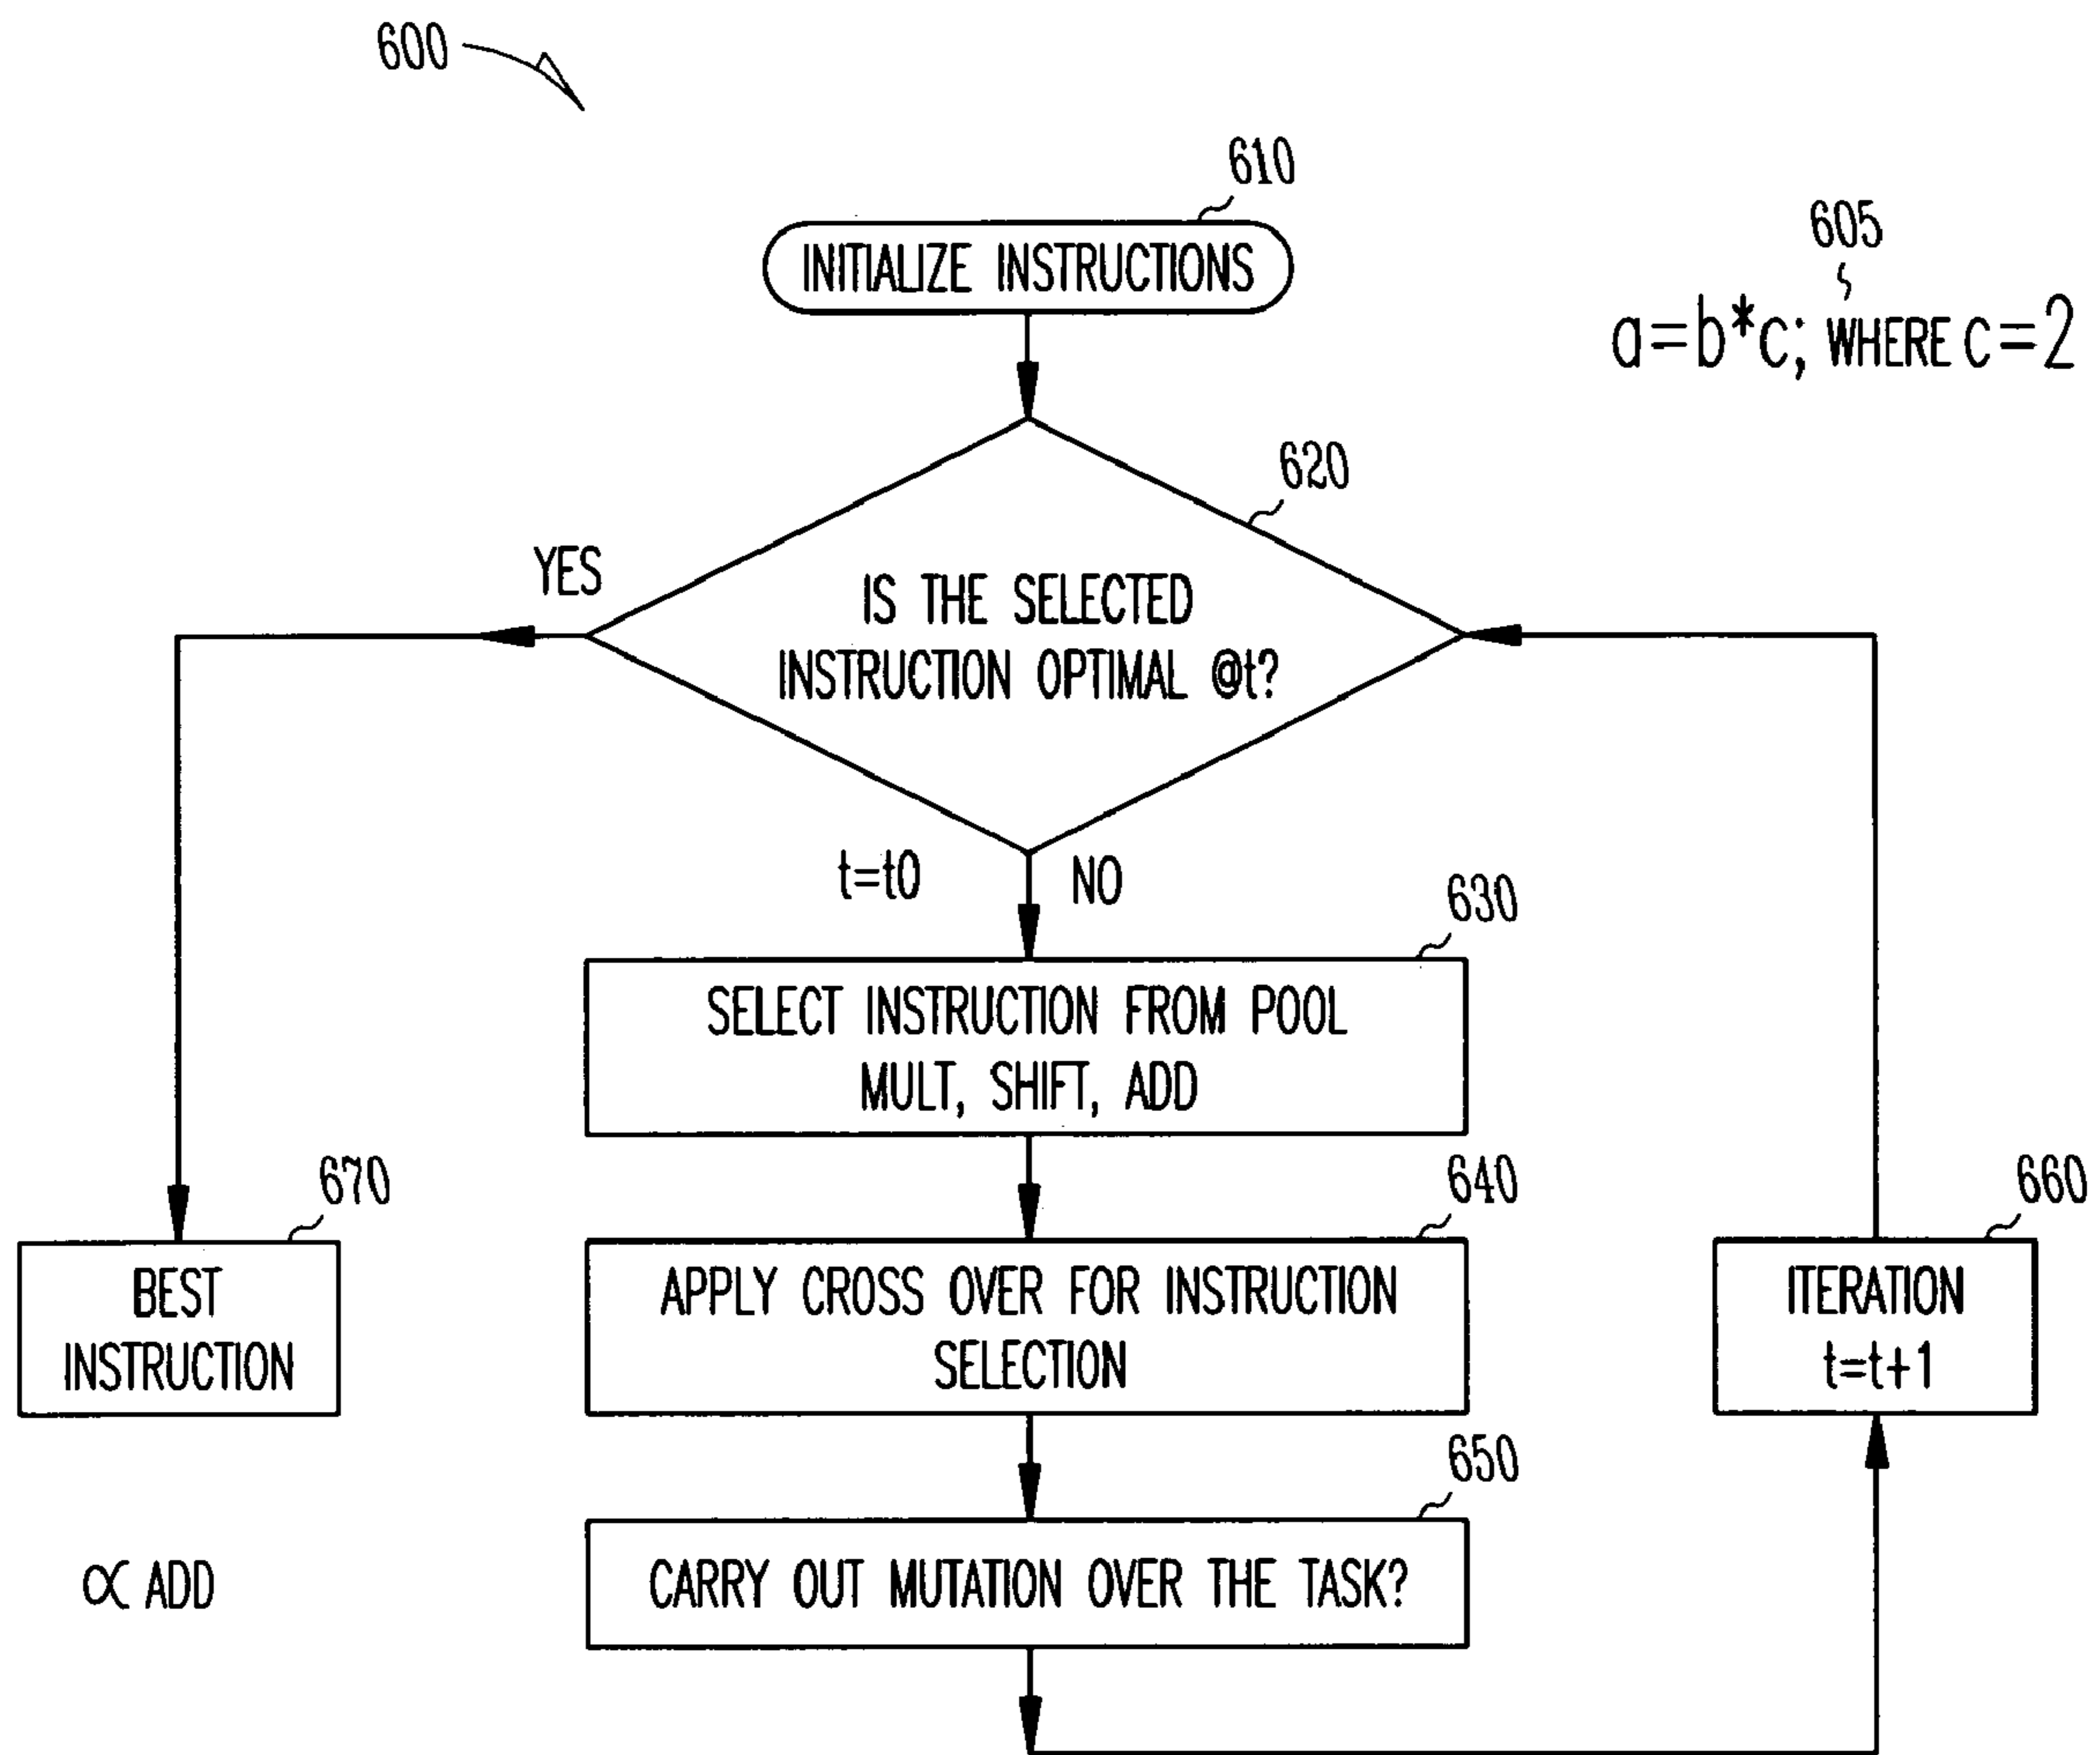 600
610
INITIALIZE INSTRUCTIONS
605
a=b*c; WHERE c=2
620
YES
IS THE SELECTED
INSTRUCTION OPTIMAL @t?
t=t0
NO
630
SELECT INSTRUCTION FROM POOL
MULT, SHIFT, ADD
670
640
660
BEST
INSTRUCTION
APPLY CROSS OVER FOR INSTRUCTION
SELECTION
ITERATION
t=t+1
650
∝ ADD
CARRY OUT MUTATION OVER THE TASK?